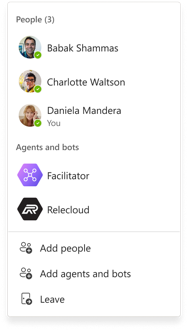 People (3)
Babak Shammas
Charlotte Waltson
Daniela Mandera
You
Agents and bots
Facilitator
Relecloud
Add people
Add agents and bots
Leave